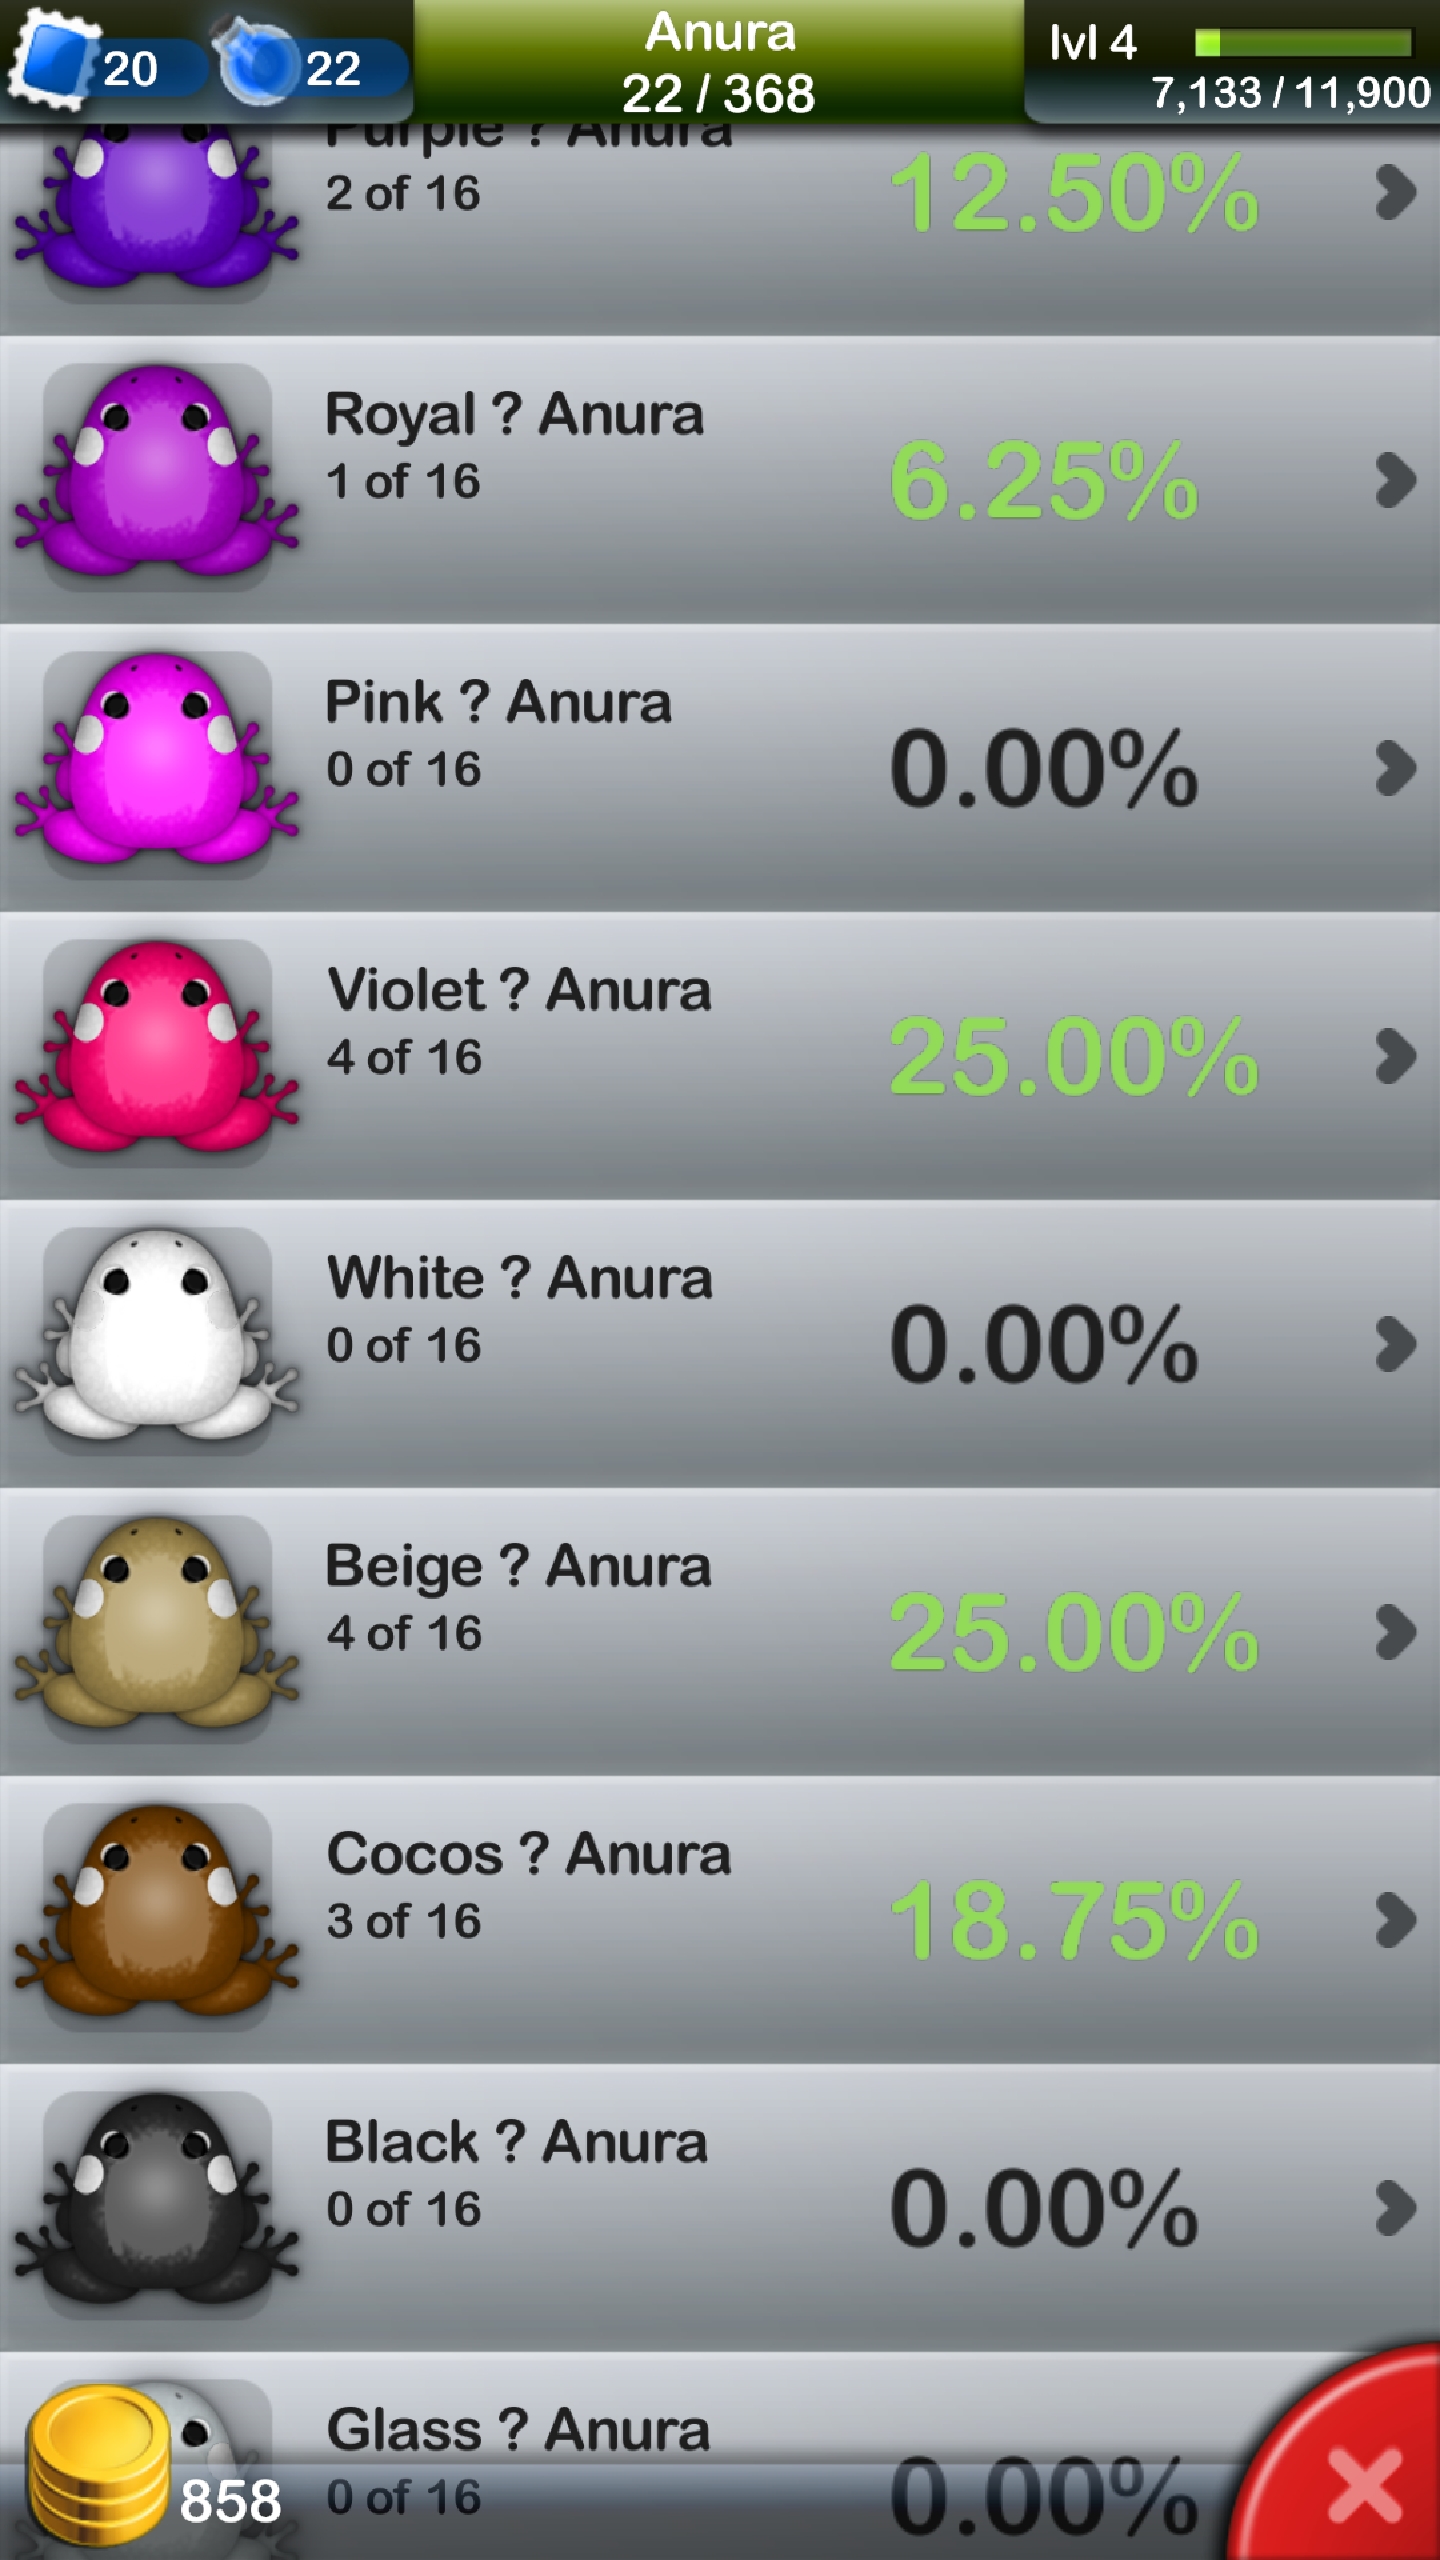 20
22
Anura
22 / 368
lvl 4
7,133 / 11,900
Purple ? Anura
2 of 16
12.50%
Royal ? Anura
1 of 16
6.25%
Pink ? Anura
0 of 16
0.00%
Violet ? Anura
4 of 16
25.00%
White ? Anura
0 of 16
0.00%
Beige ? Anura
4 of 16
25.00%
Cocos ? Anura
3 of 16
18.75%
Black ? Anura
0 of 16
0.00%
Glass ? Anura
0 of 16
0.00%
858